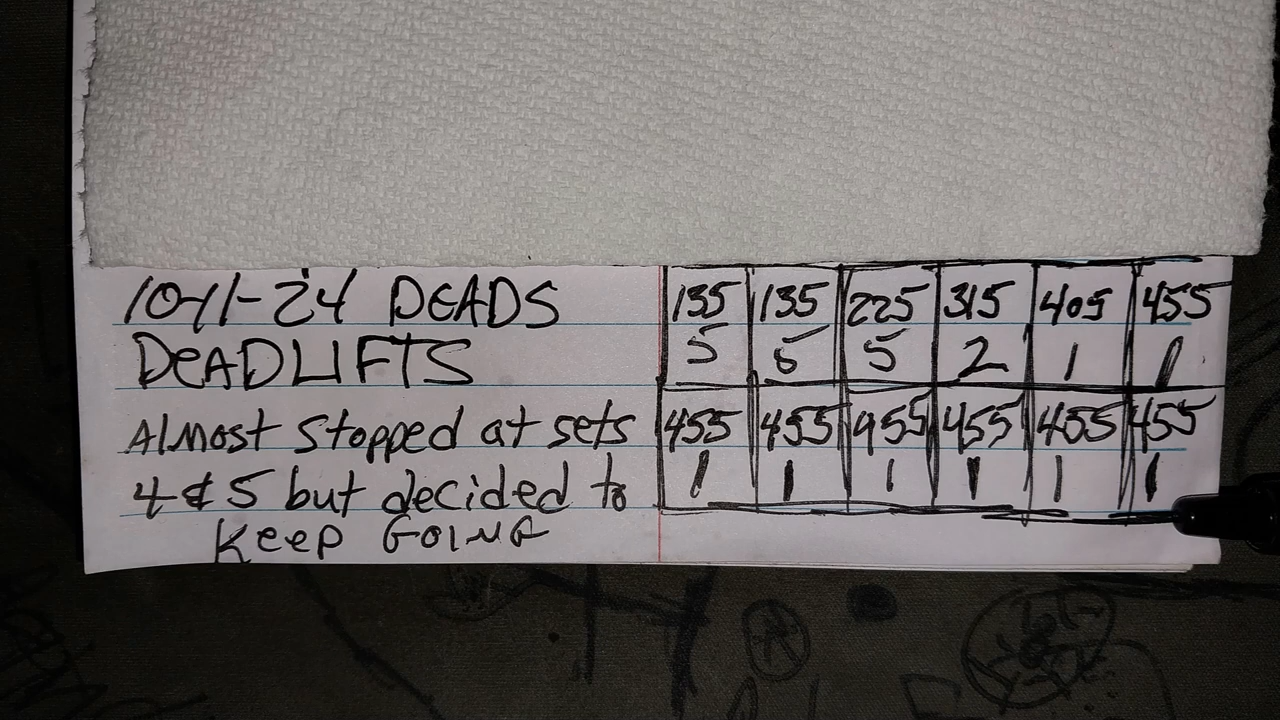 10-11-24 DEADS 135 135 225 315 405 455
DEADLIFTS 5 5 5 2 1 1
Almost stopped at sets 455 455 455 455 455 455
4 & 5 but decided to 1 1 1 1 1 1
Keep GOING